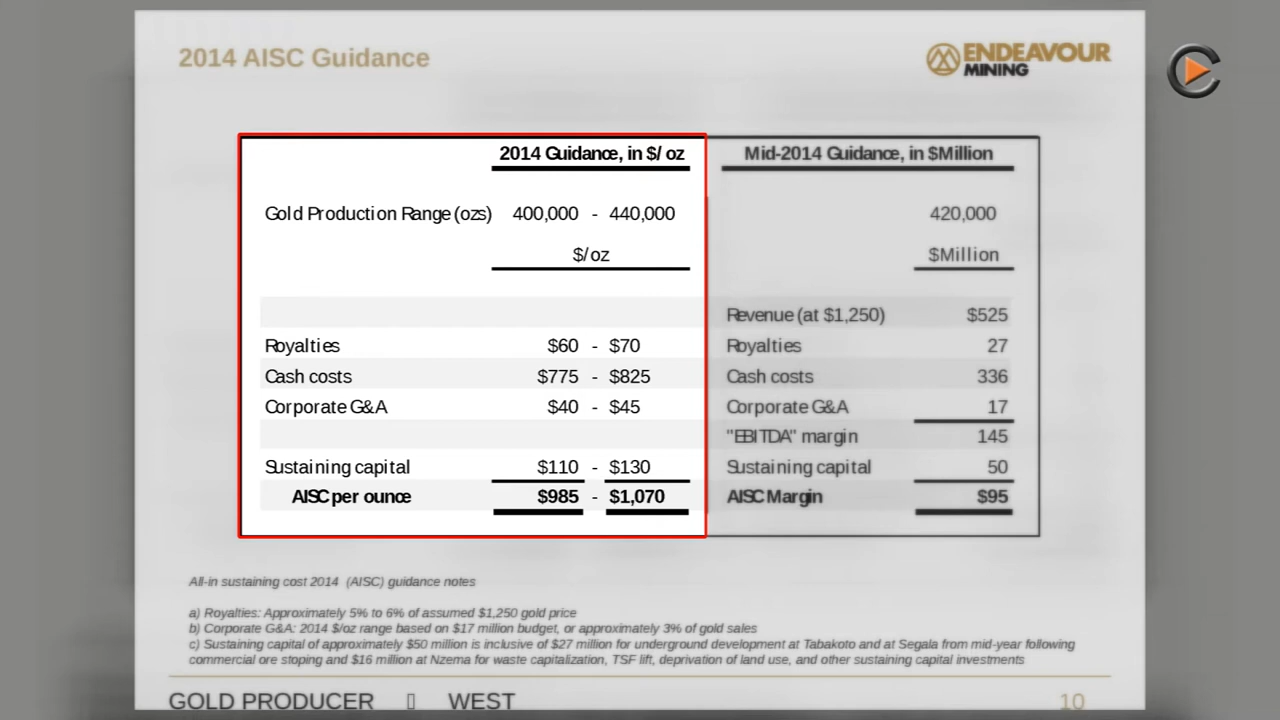 2014 AISC Guidance
ENDEAVOUR
MINING
2014 Guidance, in $/ oz
Mid-2014 Guidance, in $Million
Gold Production Range (ozs) 400,000 - 440,000
420,000
$/oz
$Million
Revenue (at $1,250) $525
Royalties $60 - $70
Royalties 27
Cash costs $775 - $825
Cash costs 336
Corporate G&A $40 - $45
Corporate G&A 17
"EBITDA" margin 145
Sustaining capital $110 - $130
Sustaining capital 50
AISC per ounce $985 - $1,070
AISC Margin $95
All-in sustaining cost 2014 (AISC) guidance notes
a) Royalties: Approximately 5% to 6% of assumed $1,250 gold price
b) Corporate G&A: 2014 $/oz range based on $17 million budget, or approximately 3% of gold sales
c) Sustaining capital of approximately $50 million is inclusive of $27 million for underground development at Tabakoto and at Segala from mid-year following
commercial ore stoping and $16 million at Nzema for waste capitalization, TSF lift, deprivation of land use, and other sustaining capital investments
GOLD PRODUCER ▯ WEST
10